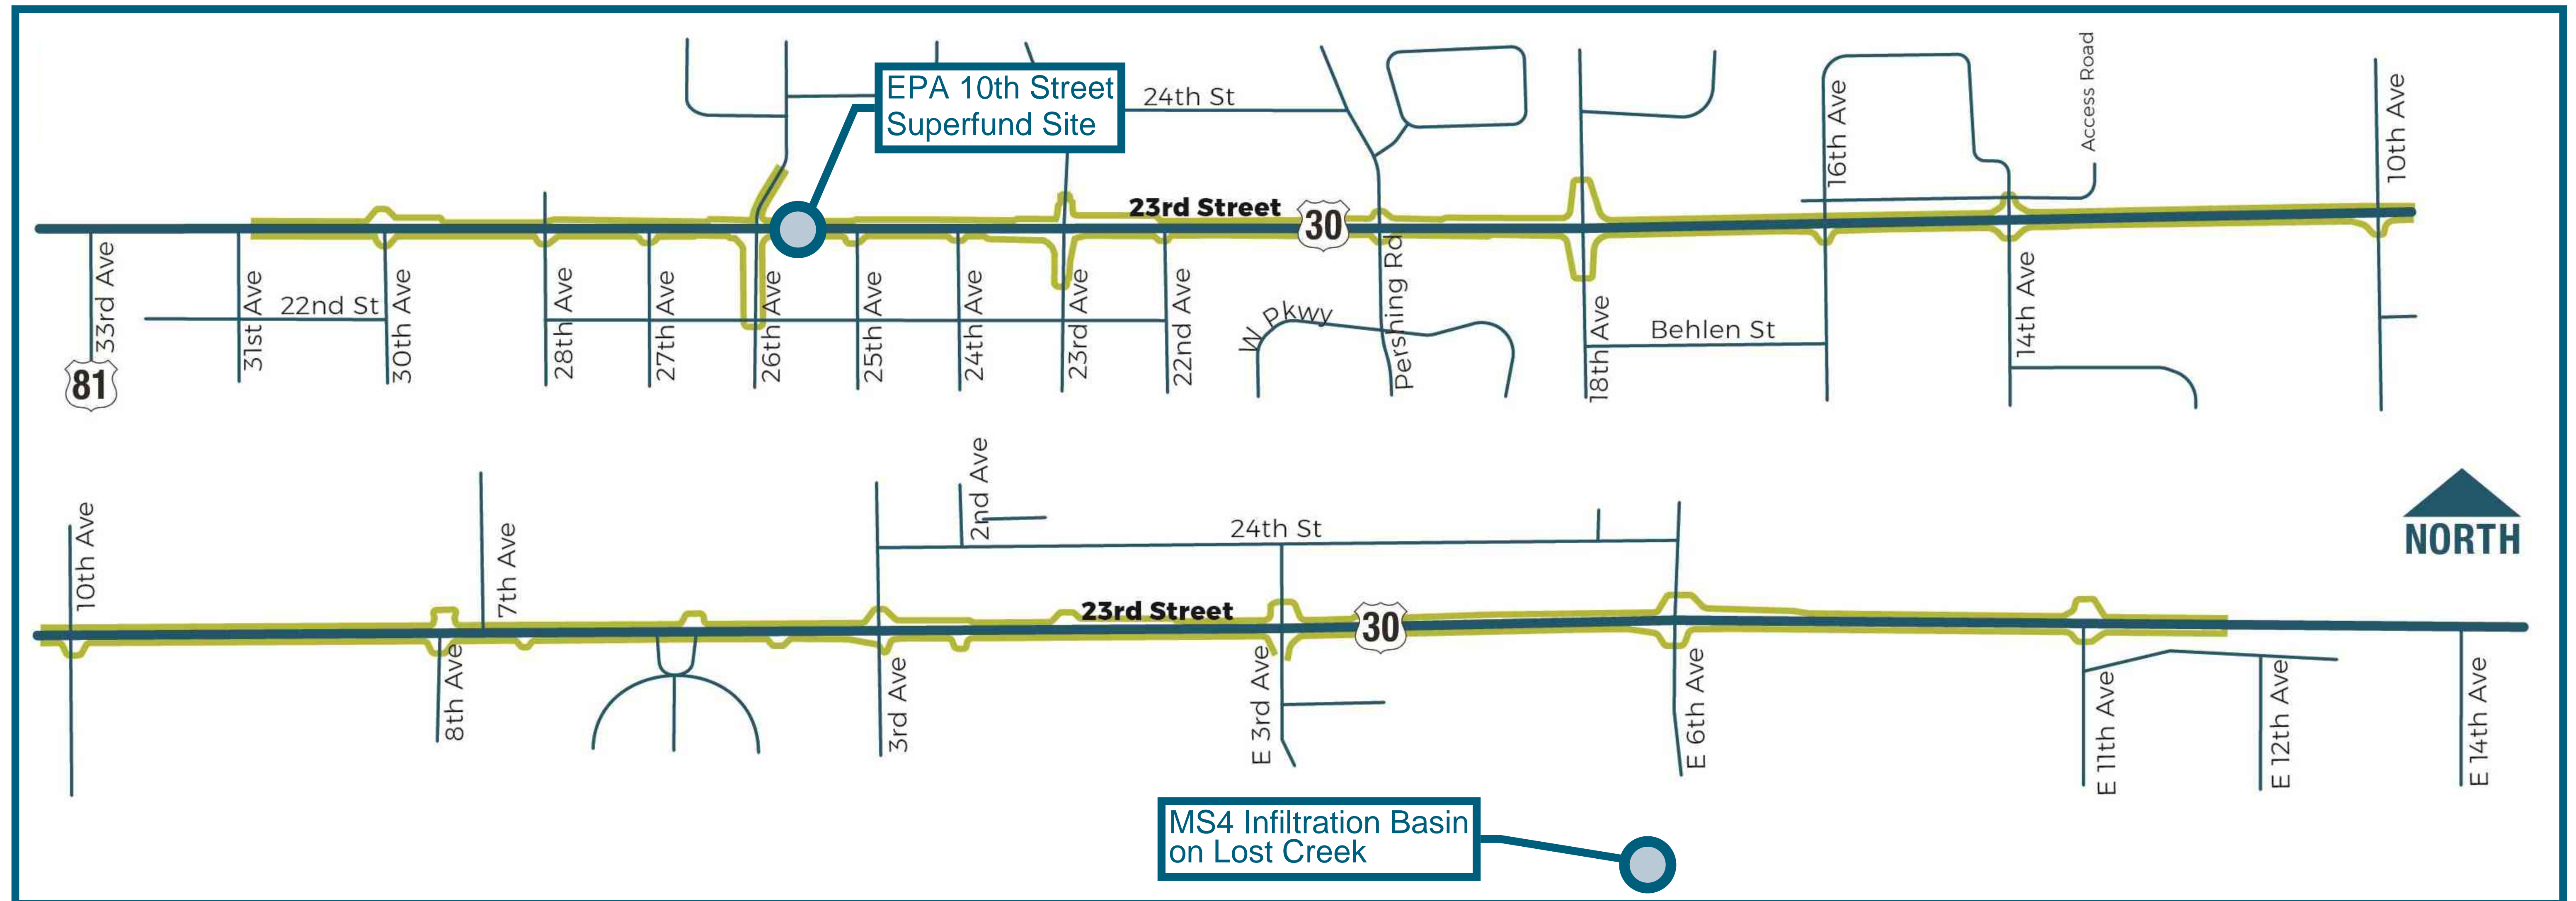 EPA 10th Street
Superfund Site
24th St
16th Ave
Access Road
10th Ave
23rd Street
30
33rd Ave
81
31st Ave
22nd St
30th Ave
28th Ave
27th Ave
26th Ave
25th Ave
24th Ave
23rd Ave
22nd Ave
W Pkwy
Pershing Rd
18th Ave
Behlen St
14th Ave
10th Ave
7th Ave
2nd Ave
24th St
NORTH
23rd Street
30
8th Ave
3rd Ave
E 3rd Ave
E 6th Ave
E 11th Ave
E 12th Ave
E 14th Ave
MS4 Infiltration Basin
on Lost Creek